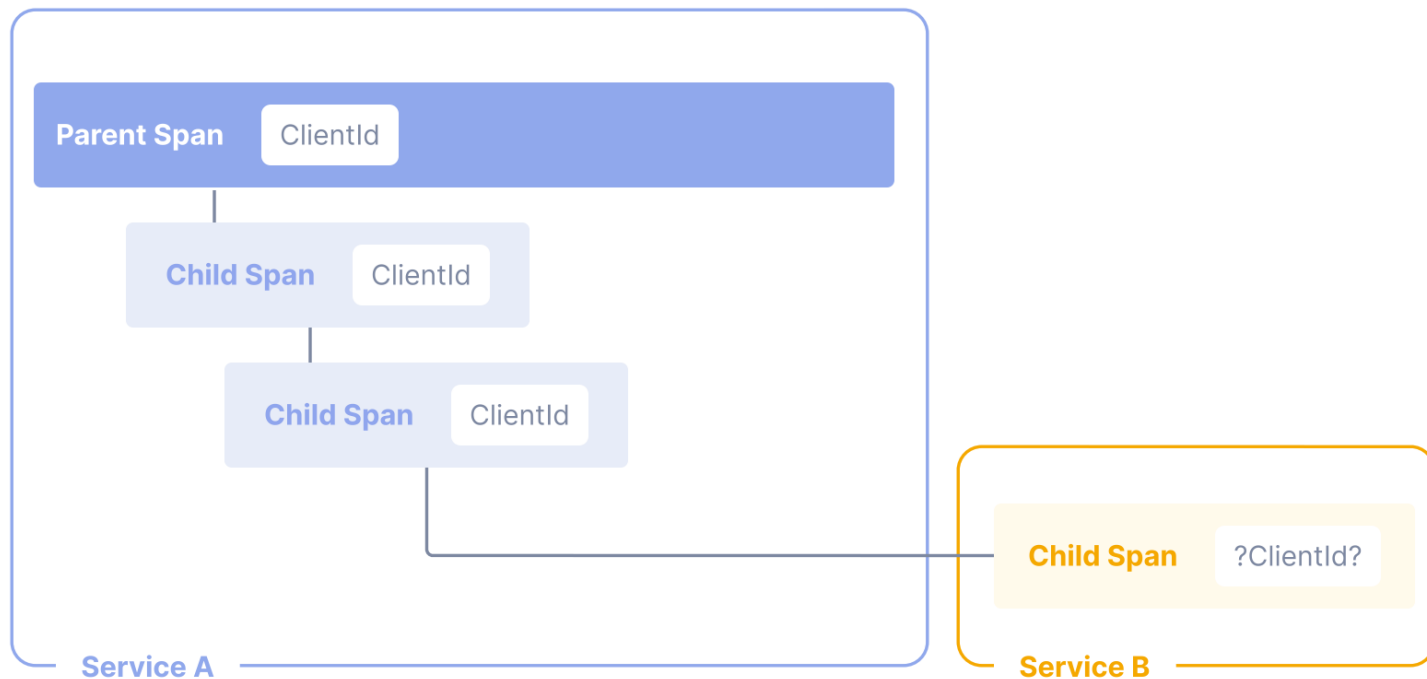 Parent Span ClientId
Child Span ClientId
Child Span ClientId
Child Span ?ClientId?
Service A
Service B